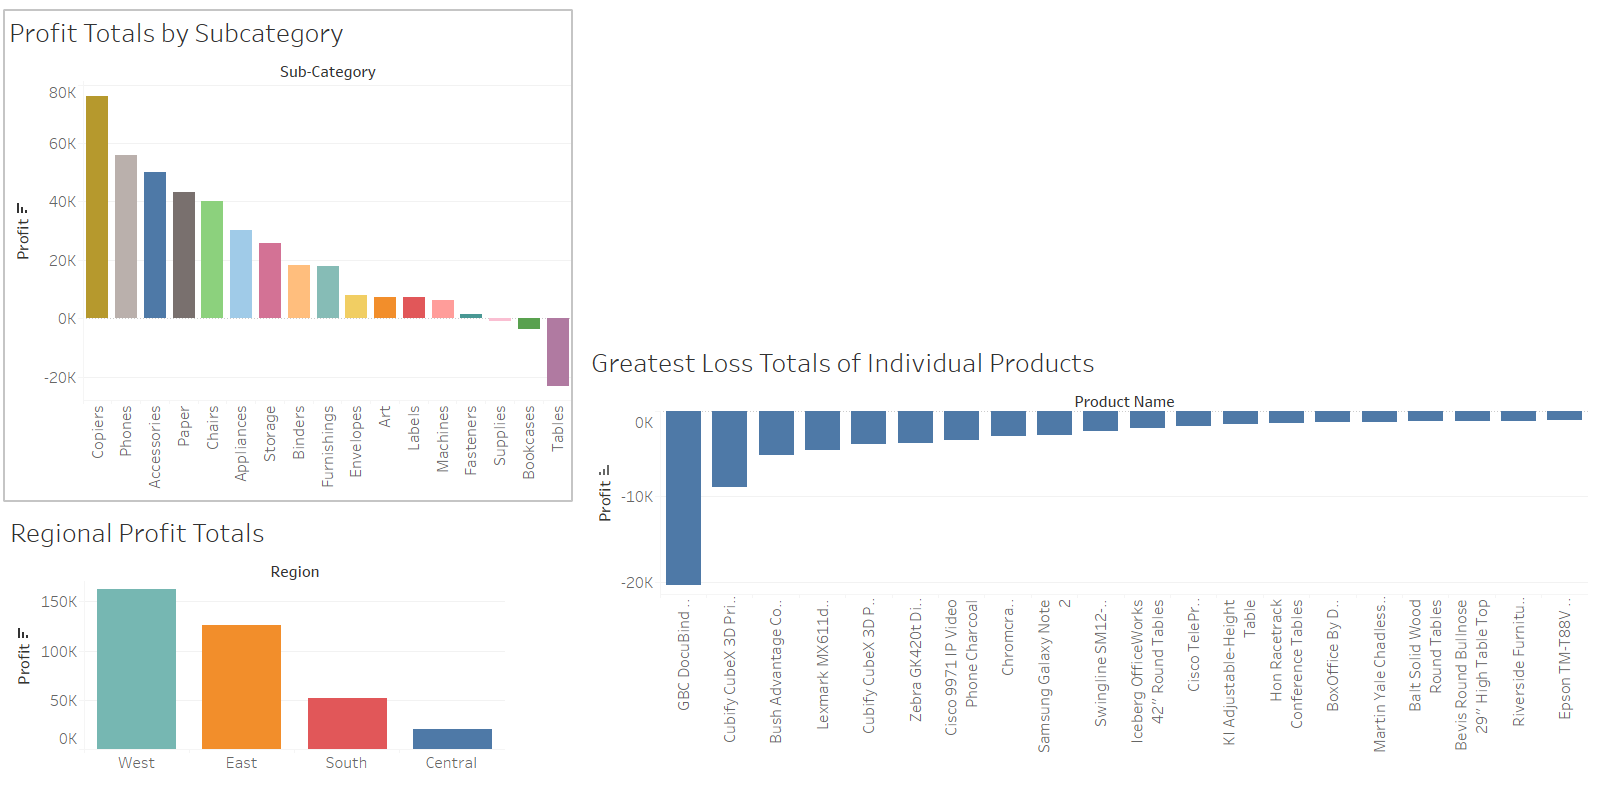 Profit Totals by Subcategory
Sub-Category
Profit
80K
60K
40K
20K
0K
-20K
Copiers
Phones
Accessories
Paper
Chairs
Appliances
Storage
Binders
Furnishings
Envelopes
Art
Labels
Machines
Fasteners
Supplies
Bookcases
Tables
Regional Profit Totals
Region
Profit
150K
100K
50K
0K
West
East
South
Central
Greatest Loss Totals of Individual Products
Product Name
Profit
0K
-10K
-20K
GBC DocuBind ..
Cubify CubeX 3D Pri..
Bush Advantage Co..
Lexmark MX611d..
Cubify CubeX 3D P..
Zebra GK420t Di..
Cisco 9971 IP Video
Phone Charcoal
Chromcra..
Samsung Galaxy Note
2
Swingline SM12-..
Iceberg OfficeWorks
42" Round Tables
Cisco TelePr..
KI Adjustable-Height
Table
Hon Racetrack
Conference Tables
BoxOffice By D..
Martin Yale Chadless..
Balt Solid Wood
Round Tables
Bevis Round Bullnose
29" High Table Top
Riverside Furnitu..
Epson TM-T88V ..